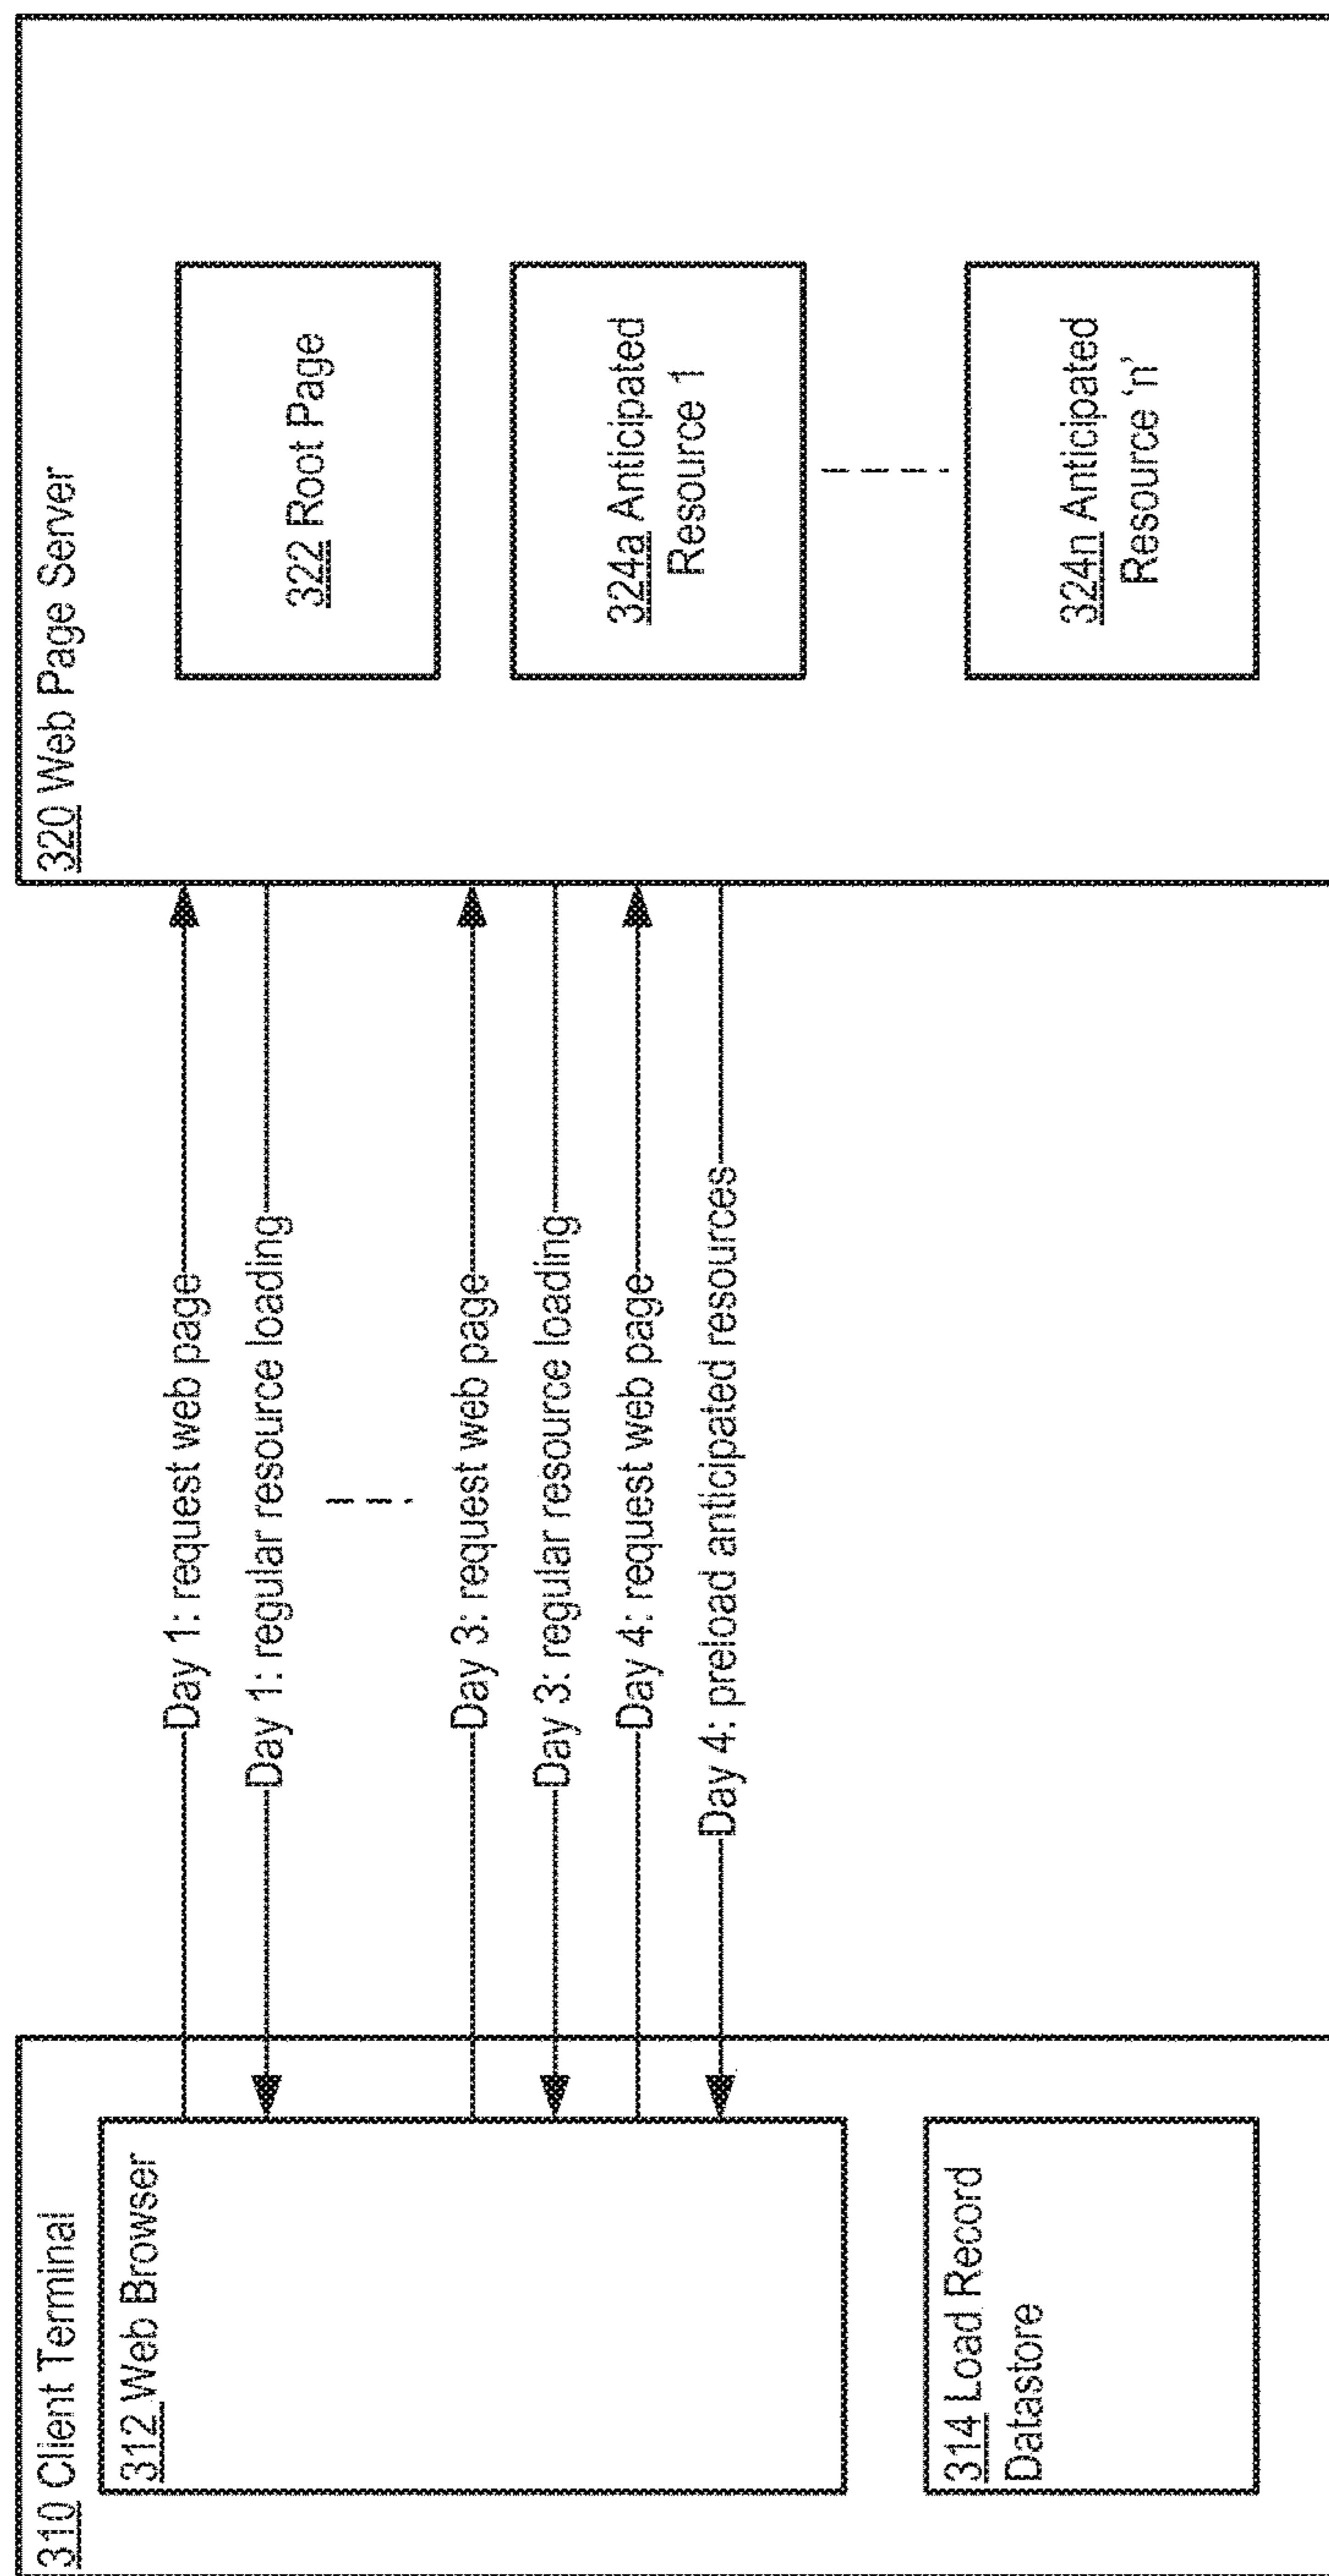 310 Client Terminal
312 Web Browser
314 Load Record
Datastore
Day 1: request web page
Day 1: regular resource loading
Day 3: request web page
Day 3: regular resource loading
Day 4: request web page
Day 4: preload anticipated resources
320 Web Page Server
322 Root Page
324a Anticipated
Resource 1
324n Anticipated
Resource ‘n’